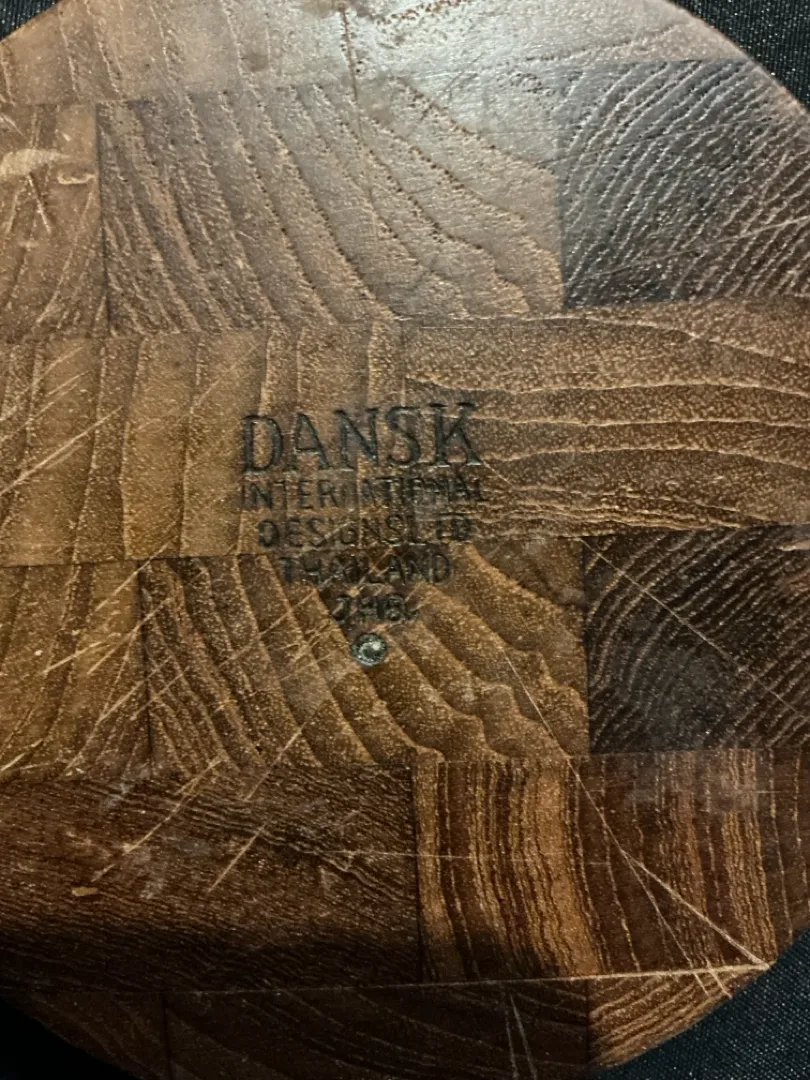 DANSK
INTERNATIONAL
DESIGNS LTD
THAILAND